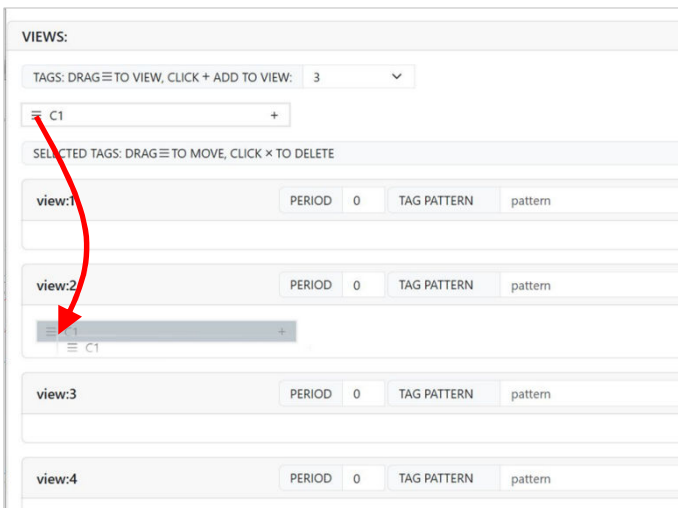 VIEWS:
TAGS: DRAG☰TO VIEW, CLICK + ADD TO VIEW: 3
☰ C1 +
SELECTED TAGS: DRAG☰TO MOVE, CLICK × TO DELETE
view:1 PERIOD 0 TAG PATTERN pattern
view:2 PERIOD 0 TAG PATTERN pattern
☰ C1 +
☰ C1
view:3 PERIOD 0 TAG PATTERN pattern
view:4 PERIOD 0 TAG PATTERN pattern